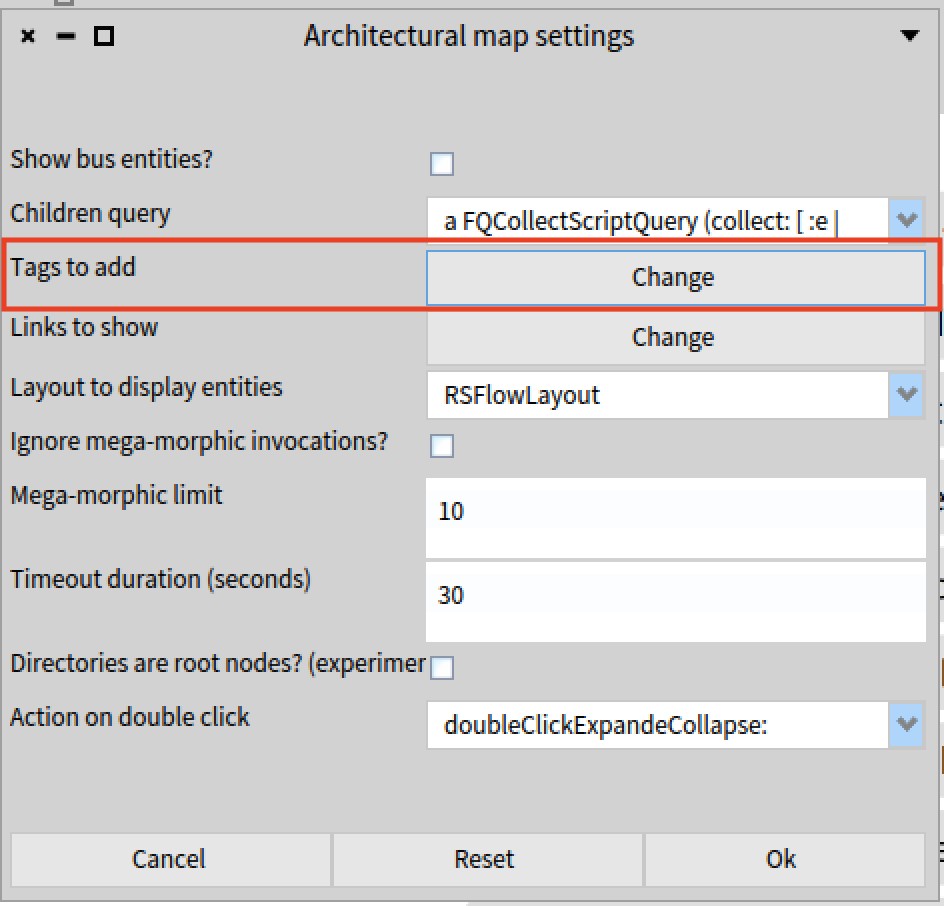 Architectural map settings
Show bus entities?
Children query
a FQCollectScriptQuery (collect: [ :e |
Tags to add
Change
Links to show
Change
Layout to display entities
RSFlowLayout
Ignore mega-morphic invocations?
Mega-morphic limit
10
Timeout duration (seconds)
30
Directories are root nodes? (experimer
Action on double click
doubleClickExpandeCollapse:
Cancel
Reset
Ok